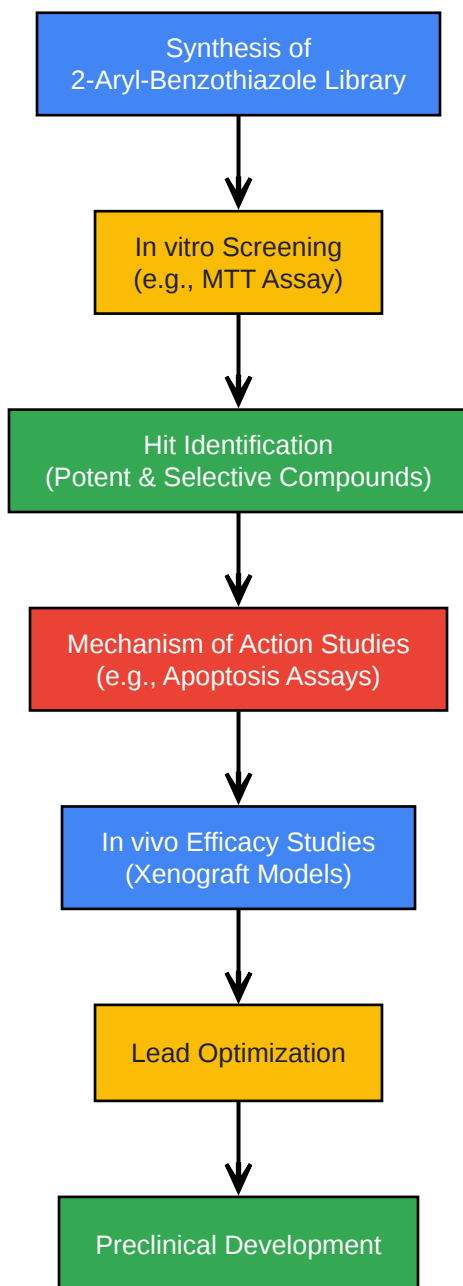 Synthesis of
2-Aryl-Benzothiazole Library
In vitro Screening
(e.g., MTT Assay)
Hit Identification
(Potent & Selective Compounds)
Mechanism of Action Studies
(e.g., Apoptosis Assays)
In vivo Efficacy Studies
(Xenograft Models)
Lead Optimization
Preclinical Development